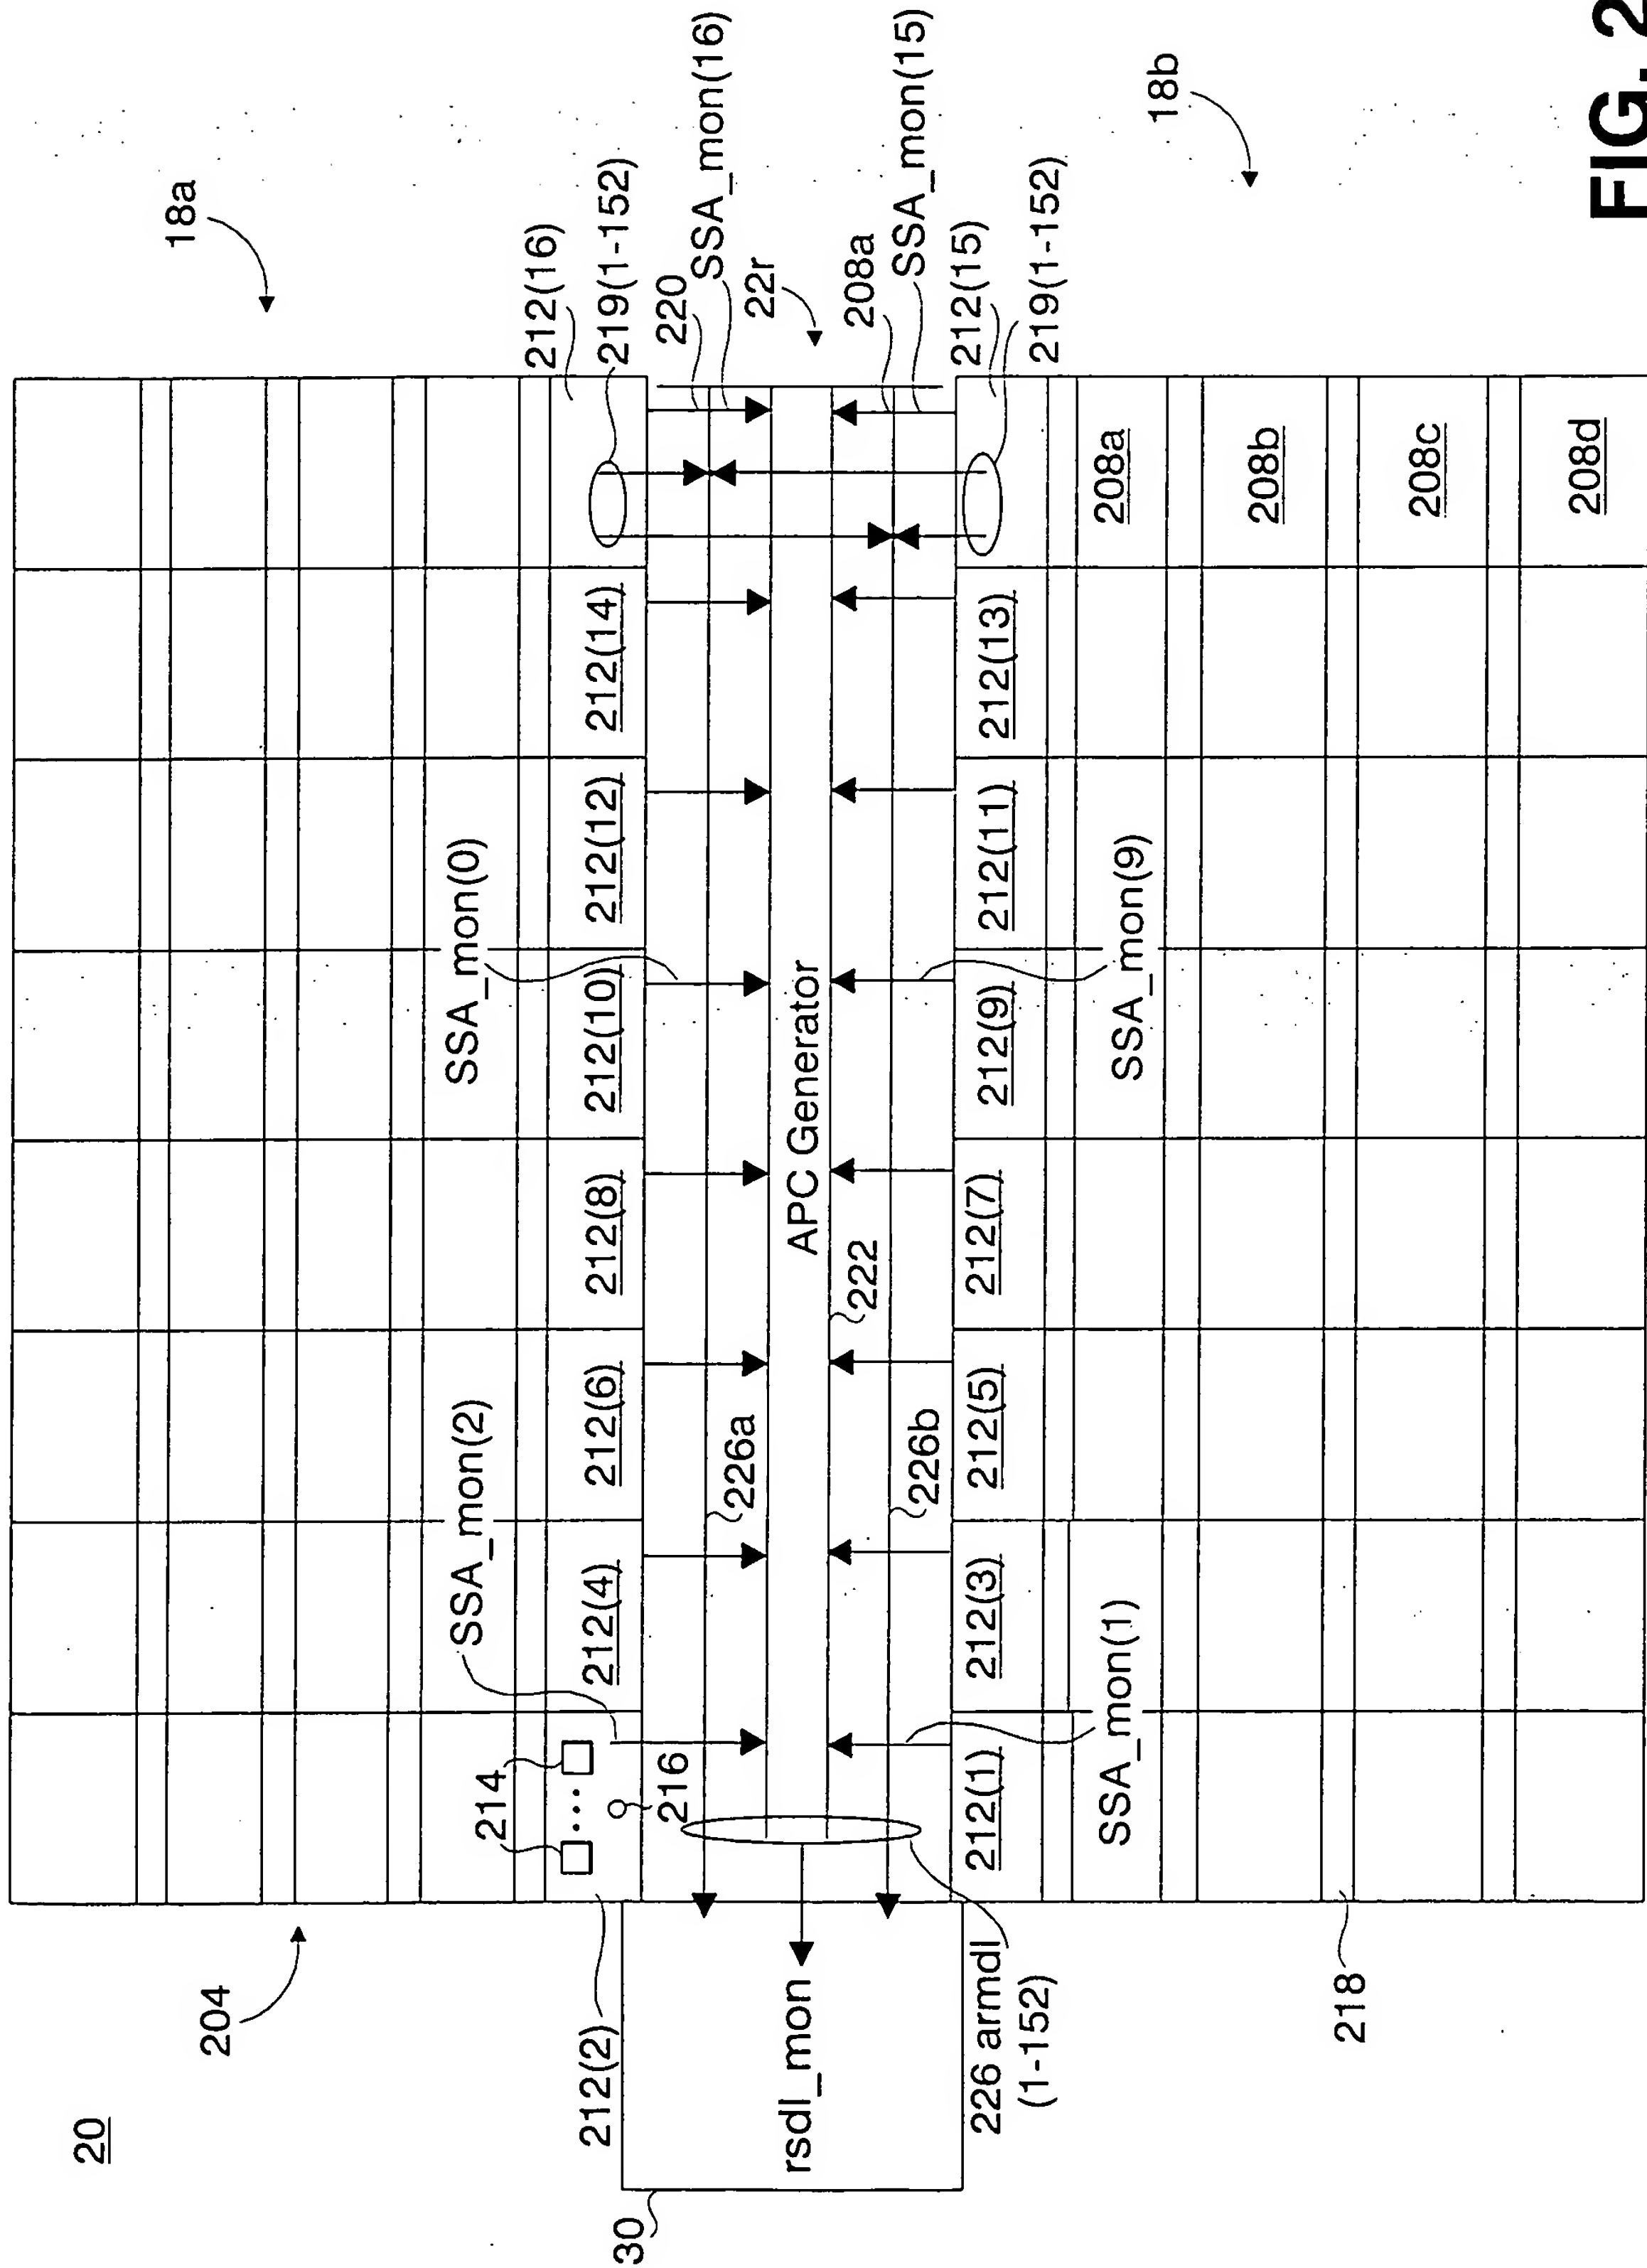 20
204
18a
SSA_mon(2)
SSA_mon(0)
214
212(2)
216
212(4)
212(6)
212(8)
212(10)
212(12)
212(14)
212(16)
219(1-152)
220
SSA_mon(16)
226a
22r
30
rsdl_mon
APC Generator
222
226b
208a
SSA_mon(15)
226 armdl
(1-152)
212(1)
212(3)
212(5)
212(7)
212(9)
212(11)
212(13)
212(15)
219(1-152)
SSA_mon(1)
SSA_mon(9)
208a
18b
208b
218
208c
208d
FIG. 2